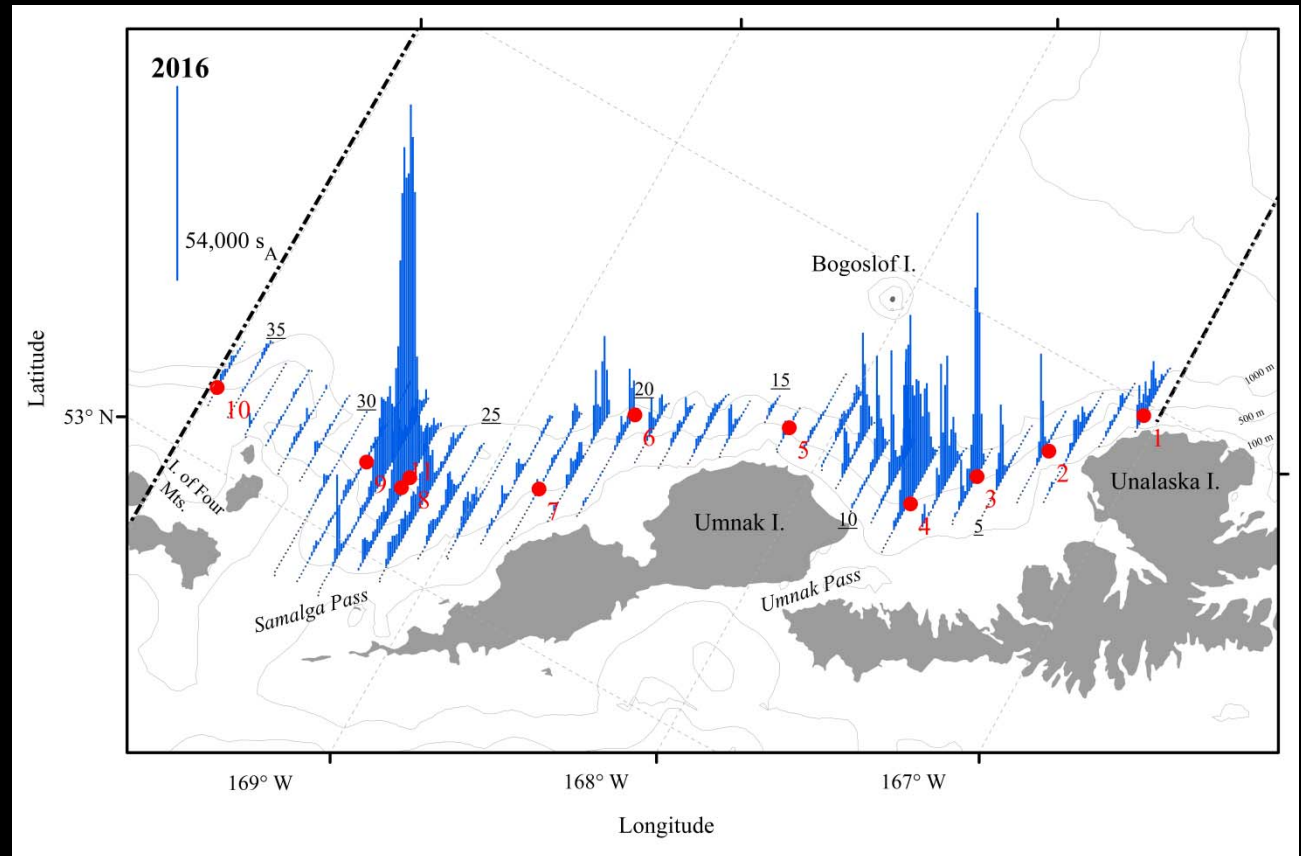 2016
54,000 sA
Bogoslof I.
35
1000 m
15
30
20
500 m
10
25
1
53° N
6
100 m
5
2
Unalaska I.
9
11
8
7
3
I. of Four
Mts.
Umnak I.
10
4
5
Umnak Pass
Samalga Pass
169° W
168° W
167° W
Latitude
Longitude